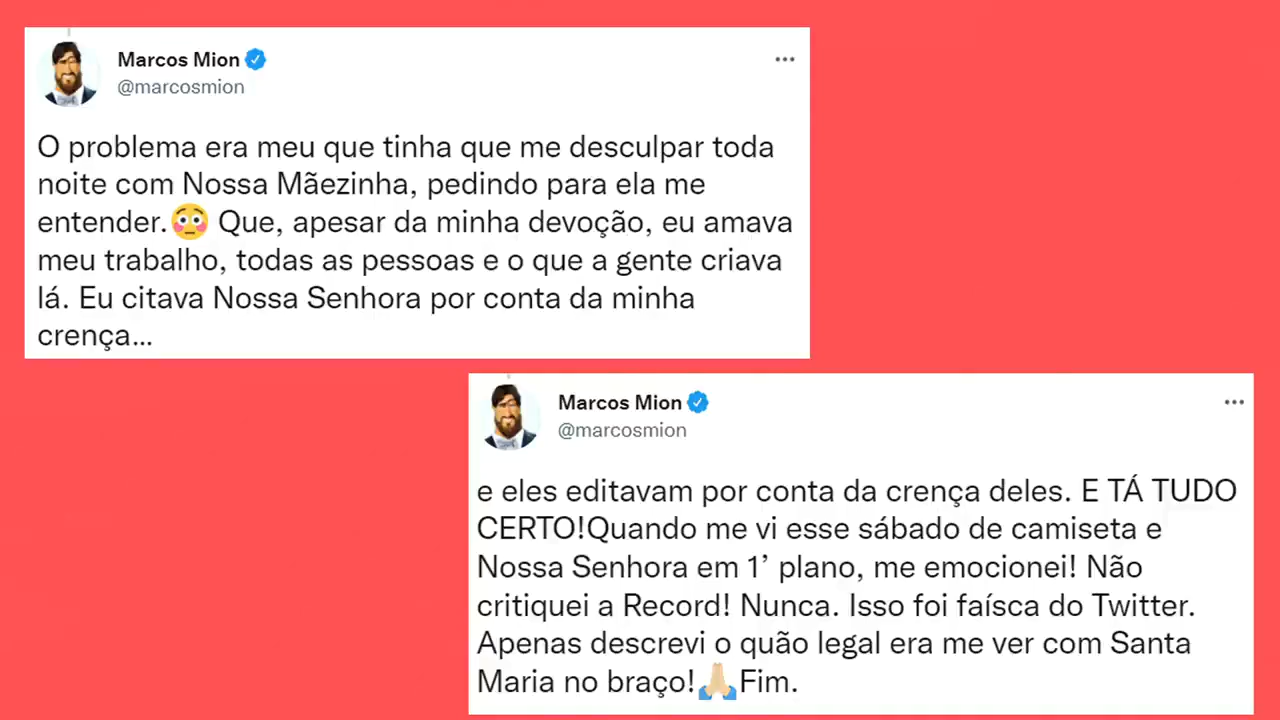 Marcos Mion
@marcosmion
O problema era meu que tinha que me desculpar toda
noite com Nossa Mãezinha, pedindo para ela me
entender.😳 Que, apesar da minha devoção, eu amava
meu trabalho, todas as pessoas e o que a gente criava
lá. Eu citava Nossa Senhora por conta da minha
crença...
Marcos Mion
@marcosmion
e eles editavam por conta da crença deles. E TÁ TUDO
CERTO!Quando me vi esse sábado de camiseta e
Nossa Senhora em 1’ plano, me emocionei! Não
critiquei a Record! Nunca. Isso foi faísca do Twitter.
Apenas descrevi o quão legal era me ver com Santa
Maria no braço!🙏🏼Fim.